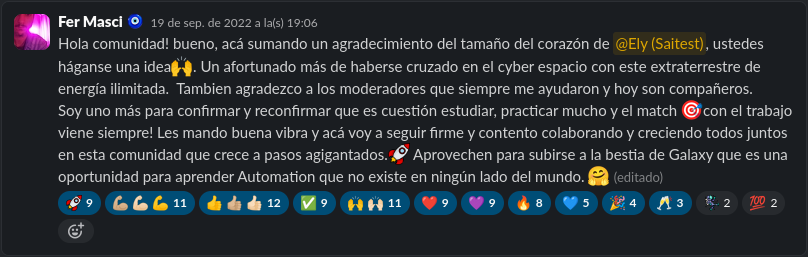 Fer Masci 🧿 19 de sep. de 2022 a la(s) 19:06
Hola comunidad! bueno, acá sumando un agradecimiento del tamaño del corazón de @Ely (Saitest), ustedes
háganse una idea🙌. Un afortunado más de haberse cruzado en el cyber espacio con este extraterrestre de
energía ilimitada. Tambien agradezco a los moderadores que siempre me ayudaron y hoy son compañeros.
Soy uno más para confirmar y reconfirmar que es cuestión estudiar, practicar mucho y el match 🎯con el trabajo
viene siempre! Les mando buena vibra y acá voy a seguir firme y contento colaborando y creciendo todos juntos
en esta comunidad que crece a pasos agigantados.🚀 Aprovechen para subirse a la bestia de Galaxy que es una
oportunidad para aprender Automation que no existe en ningún lado del mundo. 🤗 (editado)
🚀 9 💪🏽💪🏻💪 11 👍👍🏽👍🏻 12 ✅ 9 🙌🙌🏻 11 ❤️ 9 💜 9 🔥 8 💙 5 🎉 4 🥂 3 2 💯 2